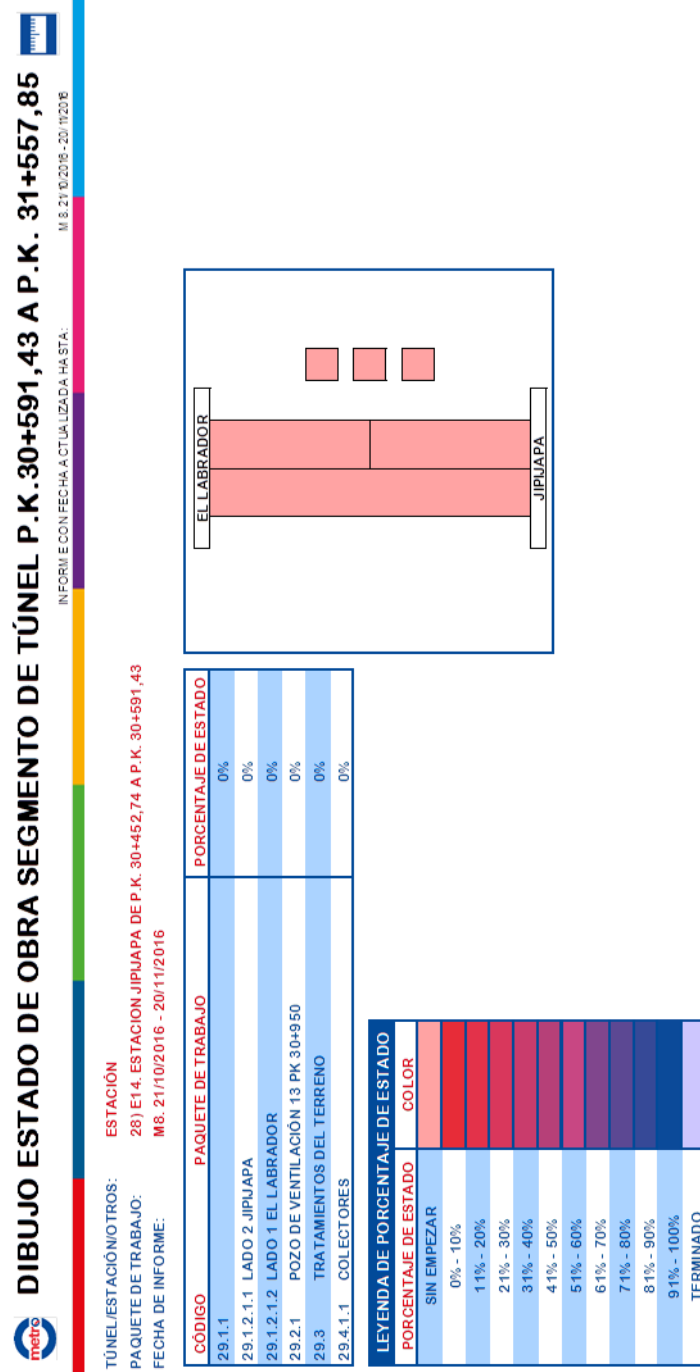 metro
DIBUJO ESTADO DE OBRA SEGMENTO DE TÚNEL P.K.30+591,43 A P.K. 31+557,85
INFORME CON FECHA ACTUALIZADA HASTA:
M 8. 21/10/2016 - 20/11/2016
TÚNEL/ESTACIÓN/OTROS: ESTACIÓN
PAQUETE DE TRABAJO: 28) E14. ESTACION JIPIJAPA DE P.K. 30+452,74 A P.K. 30+591,43
FECHA DE INFORME: M8. 21/10/2016 - 20/11/2016
CÓDIGO PAQUETE DE TRABAJO PORCENTAJE DE ESTADO
29.1.1 0%
29.1.2.1.1 LADO 2 JIPIJAPA 0%
29.1.2.1.2 LADO 1 EL LABRADOR 0%
29.2.1 POZO DE VENTILACIÓN 13 PK 30+950 0%
29.3 TRATAMIENTOS DEL TERRENO 0%
29.4.1.1 COLECTORES 0%
EL LABRADOR
JIPIJAPA
LEYENDA DE PORCENTAJE DE ESTADO
PORCENTAJE DE ESTADO COLOR
SIN EMPEZAR
0% - 10%
11% - 20%
21% - 30%
31% - 40%
41% - 50%
51% - 60%
61% - 70%
71% - 80%
81% - 90%
91% - 100%
TERMINADO